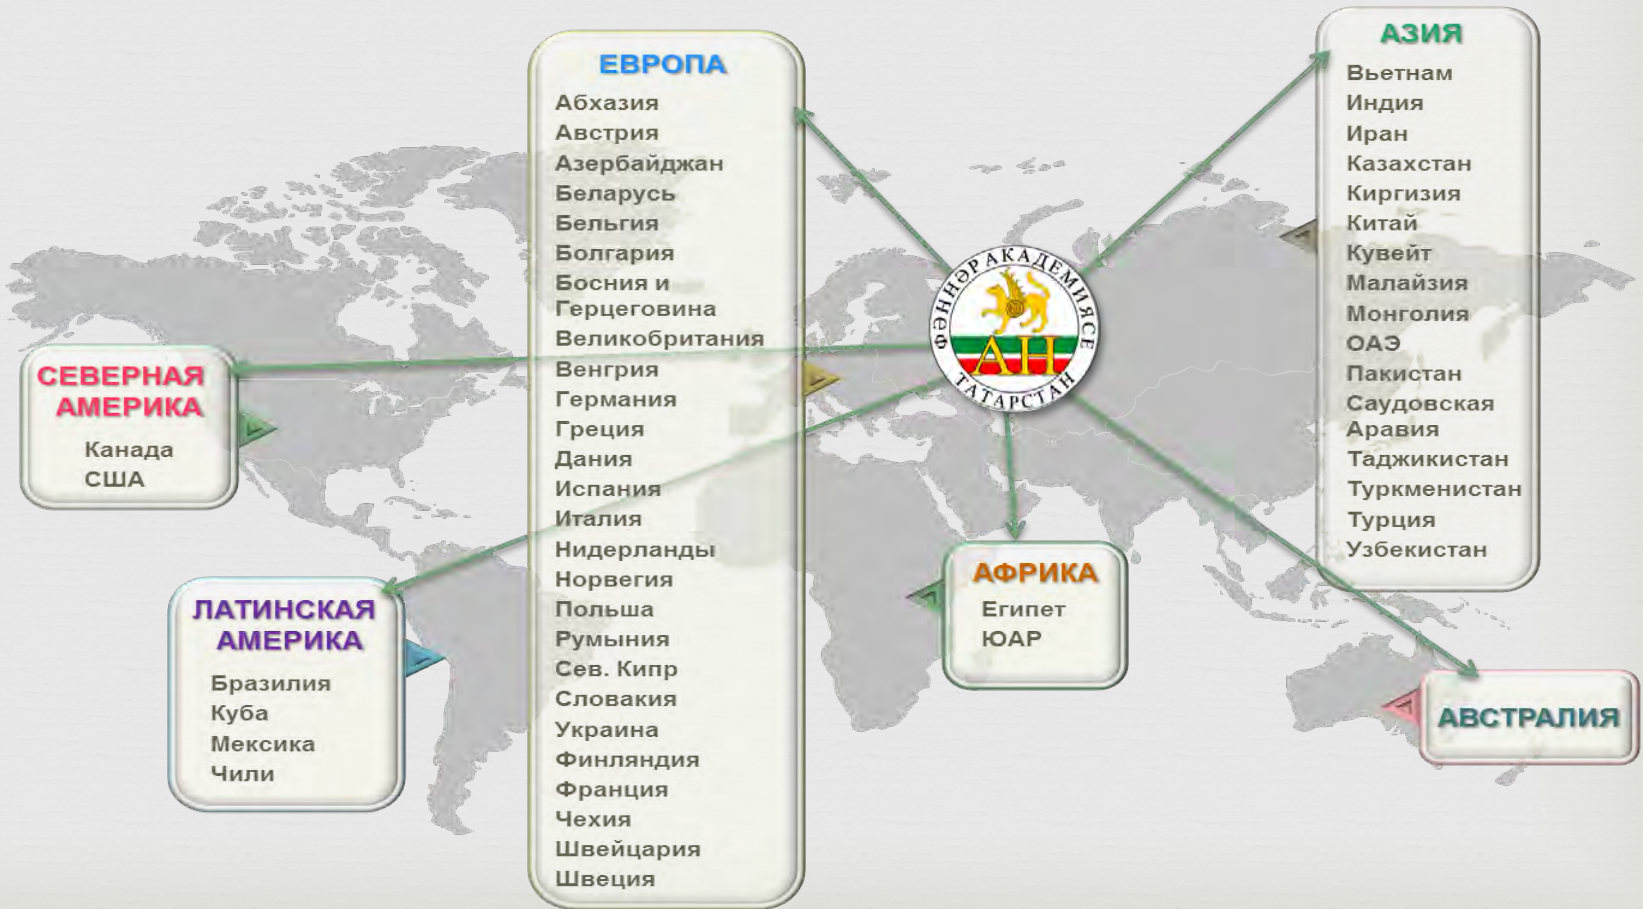 ЕВРОПА
Абхазия
Австрия
Азербайджан
Беларусь
Бельгия
Болгария
Босния и
Герцеговина
Великобритания
Венгрия
Германия
Греция
Дания
Испания
Италия
Нидерланды
Норвегия
Польша
Румыния
Сев. Кипр
Словакия
Украина
Финляндия
Франция
Чехия
Швейцария
Швеция
АЗИЯ
Вьетнам
Индия
Иран
Казахстан
Киргизия
Китай
Кувейт
Малайзия
Монголия
ОАЭ
Пакистан
Саудовская
Аравия
Таджикистан
Туркменистан
Турция
Узбекистан
ФӘННӘР АКАДЕМИЯСЕ
АН
ТАТАРСТАН
СЕВЕРНАЯ
АМЕРИКА
Канада
США
ЛАТИНСКАЯ
АМЕРИКА
Бразилия
Куба
Мексика
Чили
АФРИКА
Египет
ЮАР
АВСТРАЛИЯ